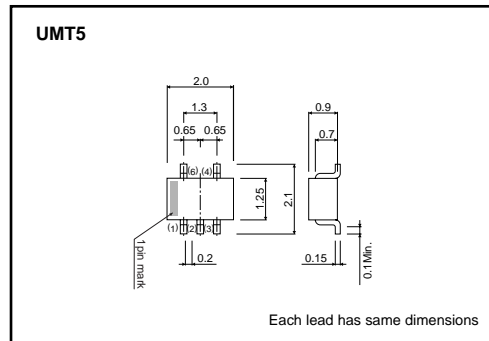 UMT5
2.0
1.3
0.65 0.65
0.9
0.7
(6) (4)
1.25
2.1
(1) (2) (3)
1pin mark
0.2
0.15
0.1Min.
Each lead has same dimensions